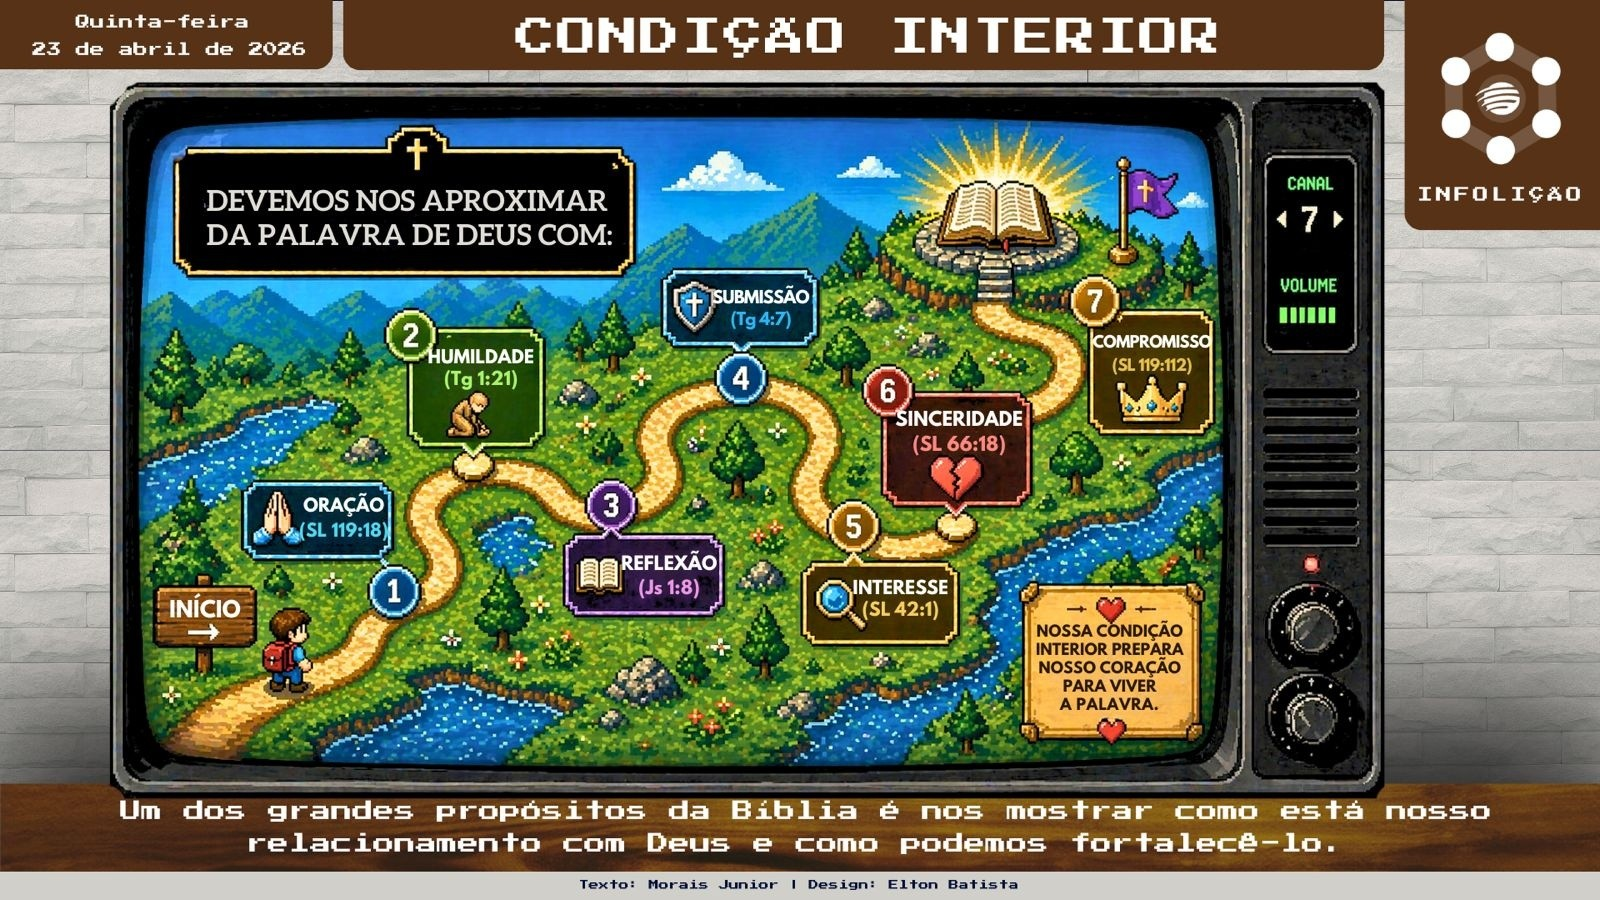 Quinta-feira
23 de abril de 2026
CONDIÇÃO INTERIOR
INFOLIÇÃO
CANAL
7
VOLUME
DEVEMOS NOS APROXIMAR
DA PALAVRA DE DEUS COM:
INÍCIO
1
ORAÇÃO
(SL 119:18)
2
HUMILDADE
(Tg 1:21)
3
REFLEXÃO
(Js 1:8)
4
SUBMISSÃO
(Tg 4:7)
5
INTERESSE
(SL 42:1)
6
SINCERIDADE
(SL 66:18)
7
COMPROMISSO
(SL 119:112)
NOSSA CONDIÇÃO
INTERIOR PREPARA
NOSSO CORAÇÃO
PARA VIVER
A PALAVRA.
Um dos grandes propósitos da Bíblia é nos mostrar como está nosso
relacionamento com Deus e como podemos fortalecê-lo.
Texto: Morais Junior | Design: Elton Batista